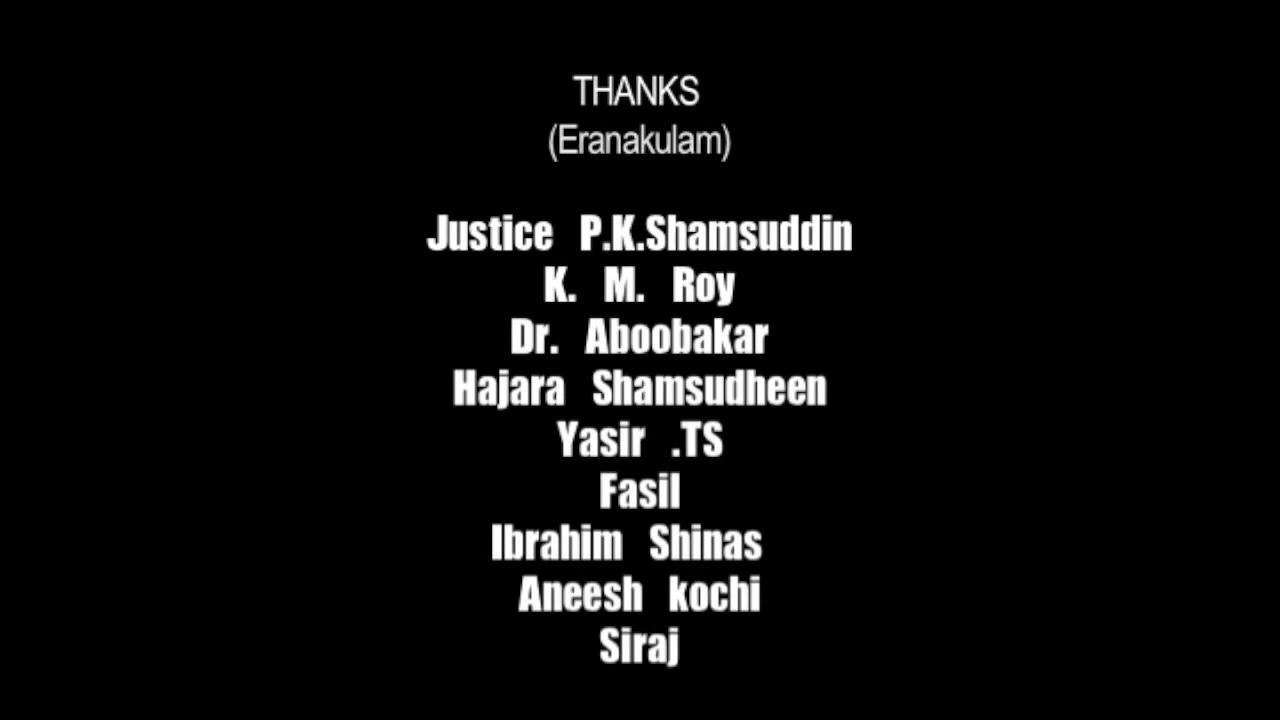 THANKS
(Eranakulam)
Justice P.K.Shamsuddin
K. M. Roy
Dr. Aboobakar
Hajara Shamsudheen
Yasir .TS
Fasil
Ibrahim Shinas
Aneesh kochi
Siraj